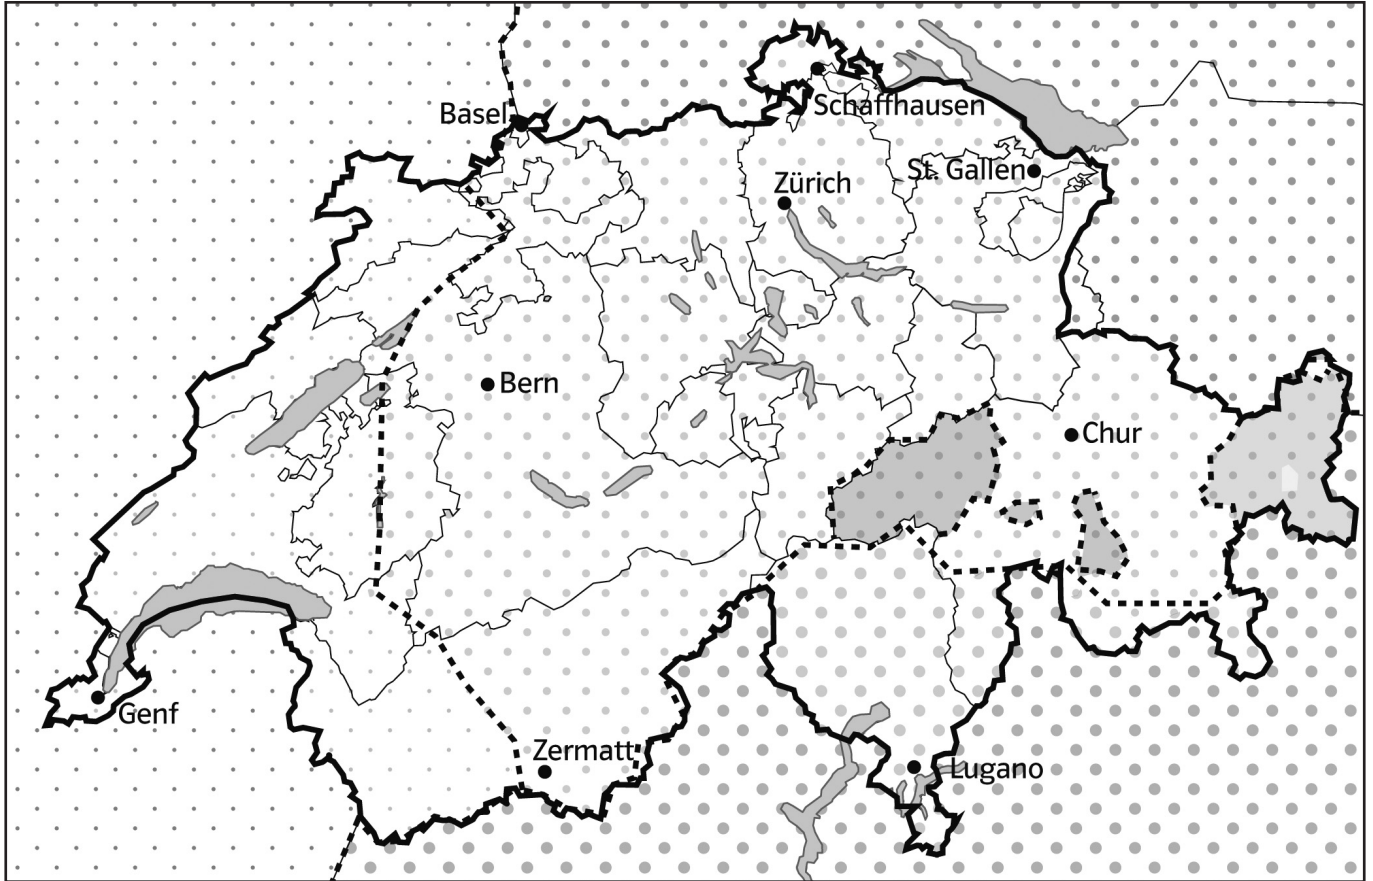 Basel
Schaffhausen
St. Gallen
Zürich
Bern
Chur
Genf
Zermatt
Lugano